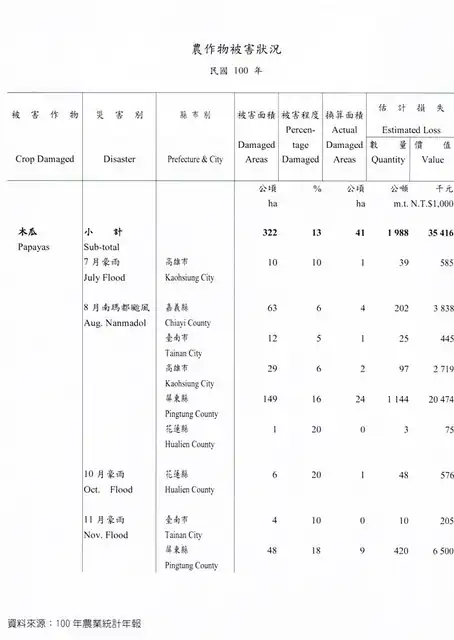 農作物被害狀況
民國 100 年
被害作物 災害別 縣市別 被害面積 被害程度 換算面積 估計損失
Percen- Actual Estimated Loss
Damaged tage Damaged 數量 價值
Crop Damaged Disaster Prefecture & City Areas Damaged Areas Quantity Value
公頃 % 公頃 公噸 千元
ha ha m.t. N.T.$1,000
木瓜 小計 322 13 41 1 988 35 416
Papayas Sub-total
7月豪雨 高雄市 10 10 1 39 585
July Flood Kaohsiung City
8月南瑪都颱風 嘉義縣 63 6 4 202 3 838
Aug. Nanmadol Chiayi County
臺南市 12 5 1 25 445
Tainan City
高雄市 29 6 2 97 2 719
Kaohsiung City
屏東縣 149 16 24 1 144 20 474
Pingtung County
花蓮縣 1 20 0 3 75
Hualien County
10月豪雨 花蓮縣 6 20 1 48 576
Oct. Flood Hualien County
11月豪雨 臺南市 4 10 0 10 205
Nov. Flood Tainan City
屏東縣 48 18 9 420 6 500
Pingtung County
資料來源：100年農業統計年報